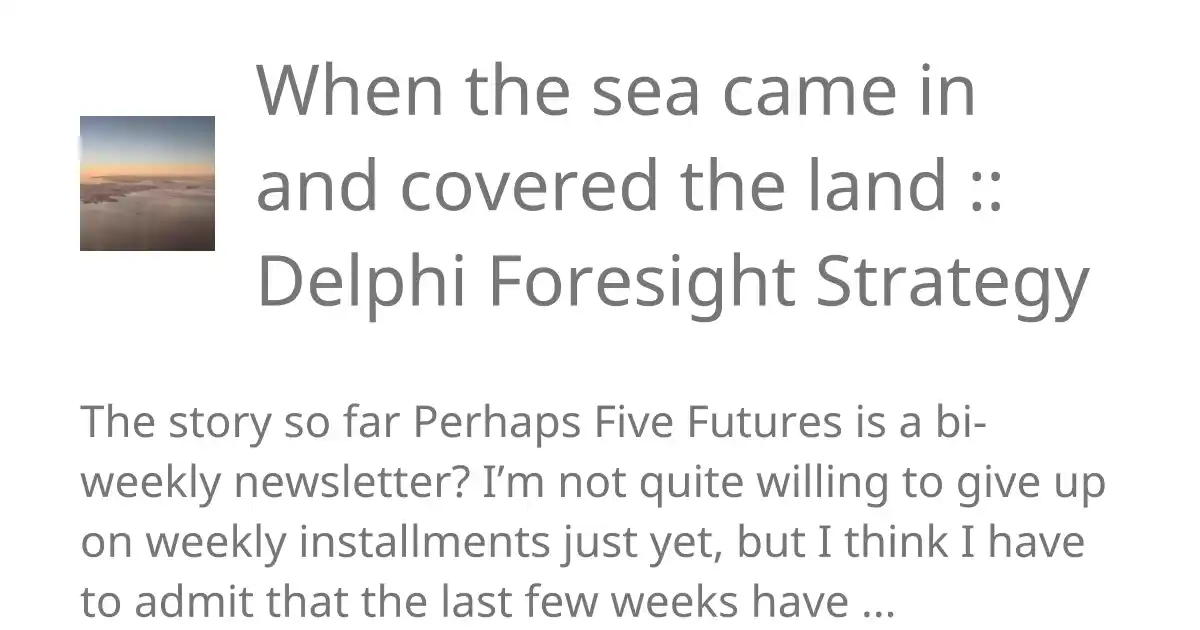 When the sea came in
and covered the land ::
Delphi Foresight Strategy
The story so far Perhaps Five Futures is a bi-
weekly newsletter? I’m not quite willing to give up
on weekly installments just yet, but I think I have
to admit that the last few weeks have ...